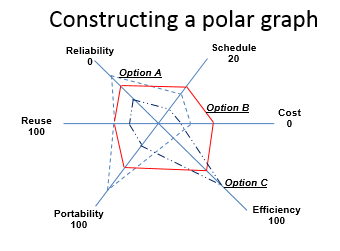 Constructing a polar graph
Reliability
0
Schedule
20
Option A
Option B
Cost
0
Reuse
100
Option C
Portability
100
Efficiency
100